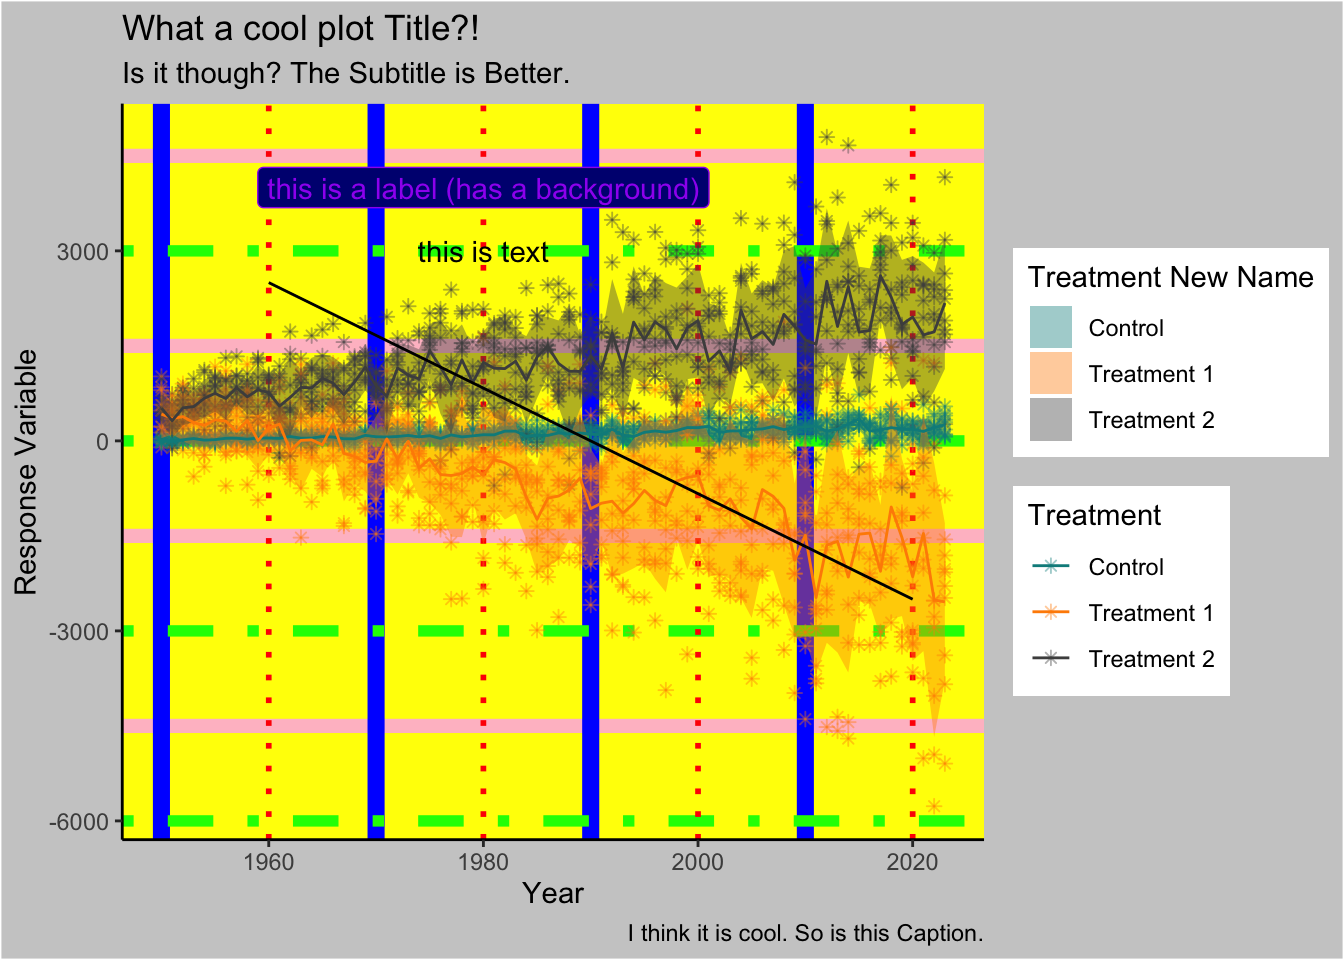 What a cool plot Title?!
Is it though? The Subtitle is Better.
this is a label (has a background)
this is text
3000
0
-3000
-6000
Response Variable
1960
1980
2000
2020
Year
Treatment New Name
Control
Treatment 1
Treatment 2
Treatment
Control
Treatment 1
Treatment 2
I think it is cool. So is this Caption.